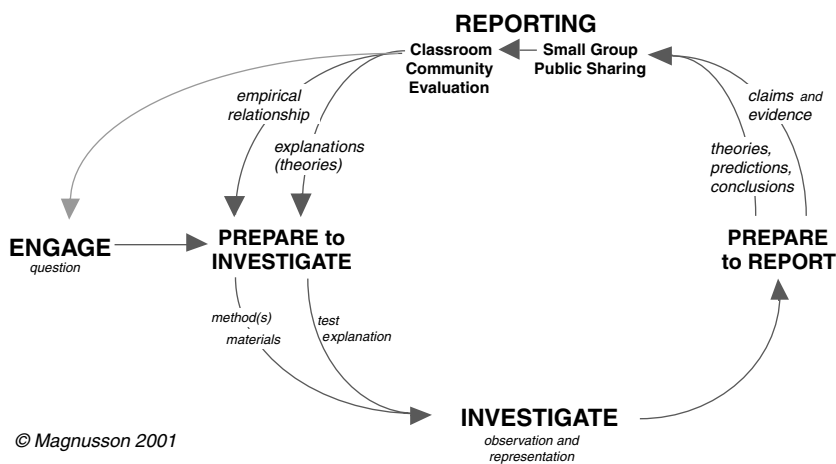 REPORTING
Classroom
Community
Evaluation
Small Group
Public Sharing
empirical
relationship
explanations
(theories)
claims and
evidence
theories,
predictions,
conclusions
ENGAGE
question
PREPARE to
INVESTIGATE
PREPARE
to REPORT
method(s)
materials
test
explanation
INVESTIGATE
observation and
representation
© Magnusson 2001